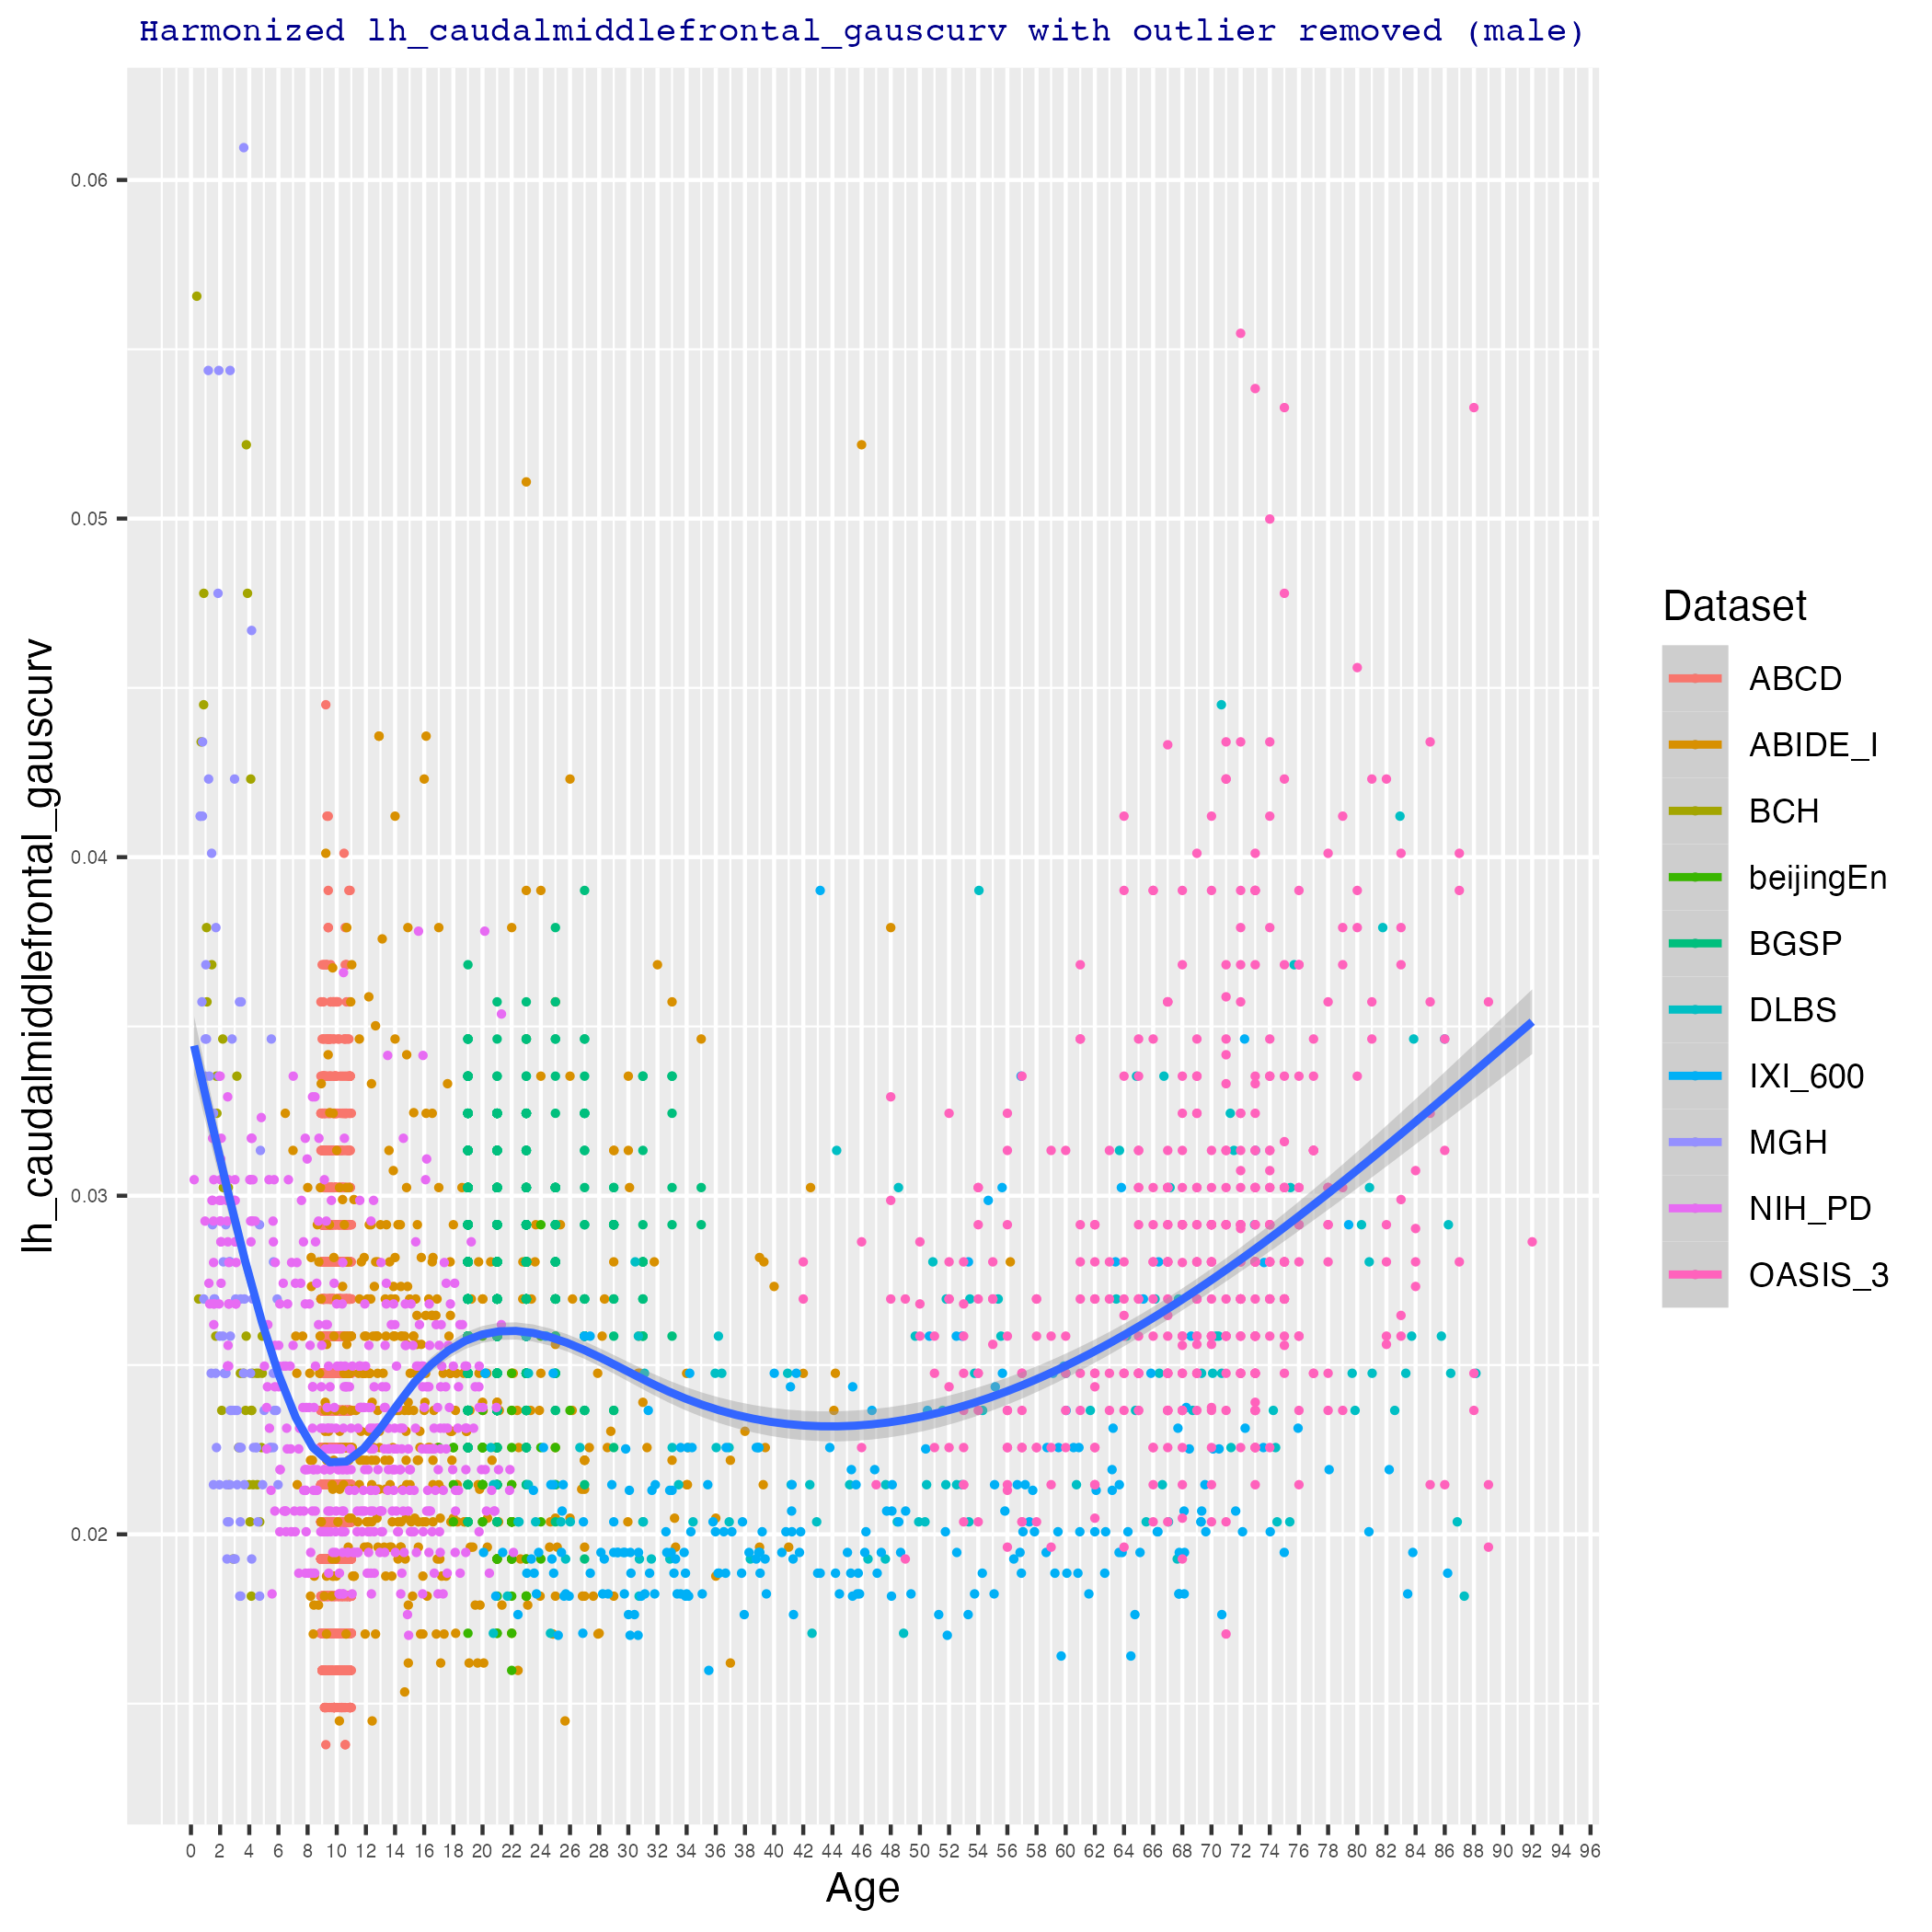 Harmonized lh_caudalmiddlefrontal_gauscurv with outlier removed (male)
lh_caudalmiddlefrontal_gauscurv
0.06
0.05
0.04
0.03
0.02
0 2 4 6 8 10 12 14 16 18 20 22 24 26 28 30 32 34 36 38 40 42 44 46 48 50 52 54 56 58 60 62 64 66 68 70 72 74 76 78 80 82 84 86 88 90 92 94 96
Age
Dataset
ABCD
ABIDE_I
BCH
beijingEn
BGSP
DLBS
IXI_600
MGH
NIH_PD
OASIS_3